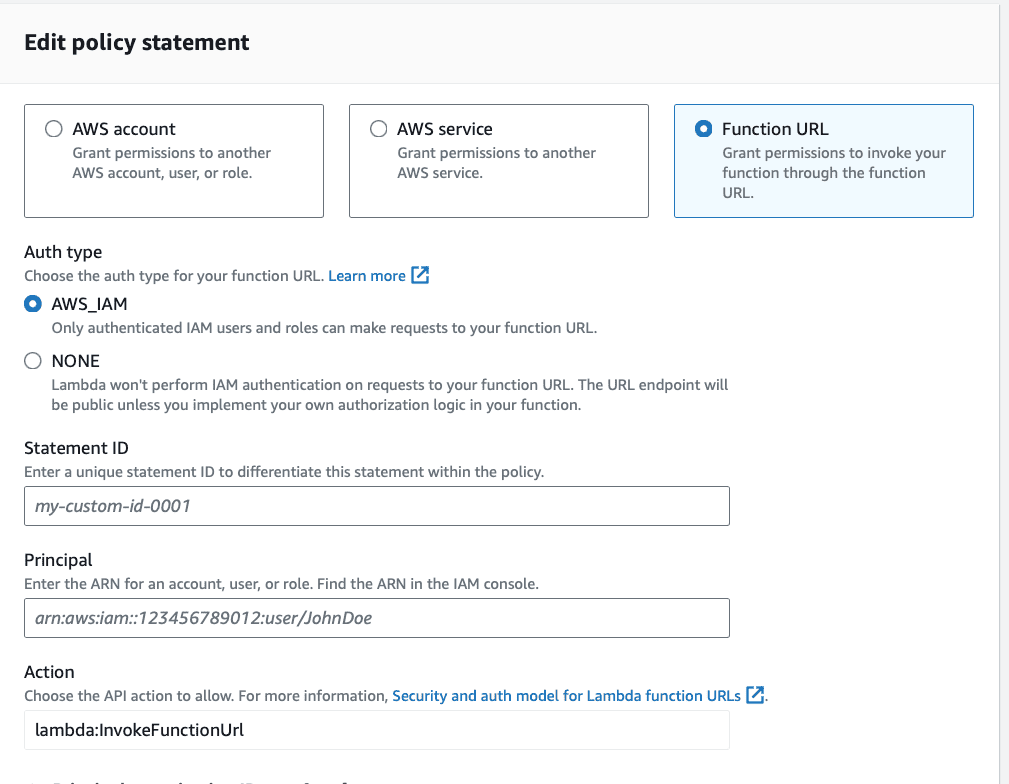 Edit policy statement
AWS account
Grant permissions to another
AWS account, user, or role.
AWS service
Grant permissions to another
AWS service.
Function URL
Grant permissions to invoke your
function through the function
URL.
Auth type
Choose the auth type for your function URL. Learn more
AWS_IAM
Only authenticated IAM users and roles can make requests to your function URL.
NONE
Lambda won't perform IAM authentication on requests to your function URL. The URL endpoint will
be public unless you implement your own authorization logic in your function.
Statement ID
Enter a unique statement ID to differentiate this statement within the policy.
my-custom-id-0001
Principal
Enter the ARN for an account, user, or role. Find the ARN in the IAM console.
arn:aws:iam::123456789012:user/JohnDoe
Action
Choose the API action to allow. For more information, Security and auth model for Lambda function URLs.
lambda:InvokeFunctionUrl